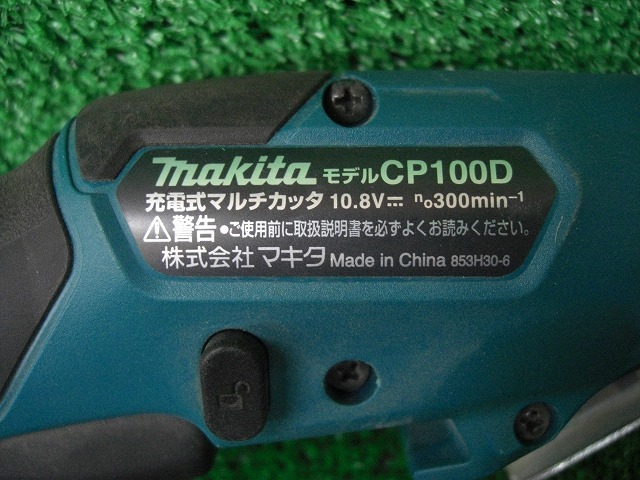 makita モデルCP100D
充電式マルチカッタ 10.8V⎓ n₀300min⁻¹
⚠警告●ご使用前に取扱説明書を必ずよくお読みください。
株式会社 マキタ Made in China 853H30-6